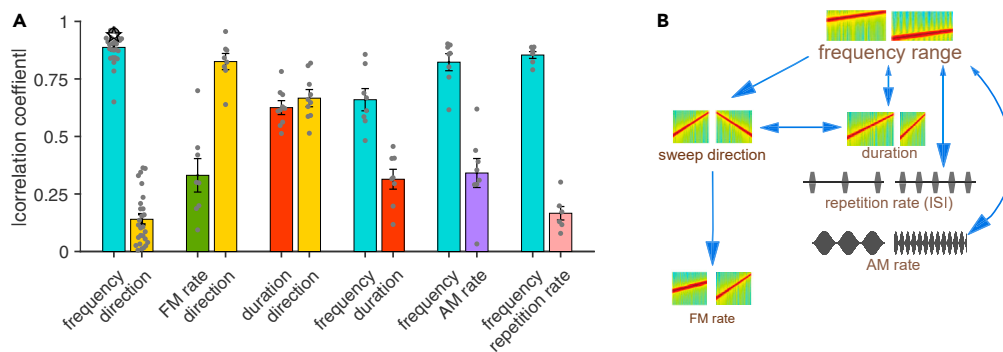 A
|correlation coeffient|
1
0.75
0.5
0.25
0
frequency
direction
FM rate
direction
duration
direction
frequency
duration
frequency
AM rate
frequency
repetition rate
B
frequency range
sweep direction
duration
repetition rate (ISI)
AM rate
FM rate